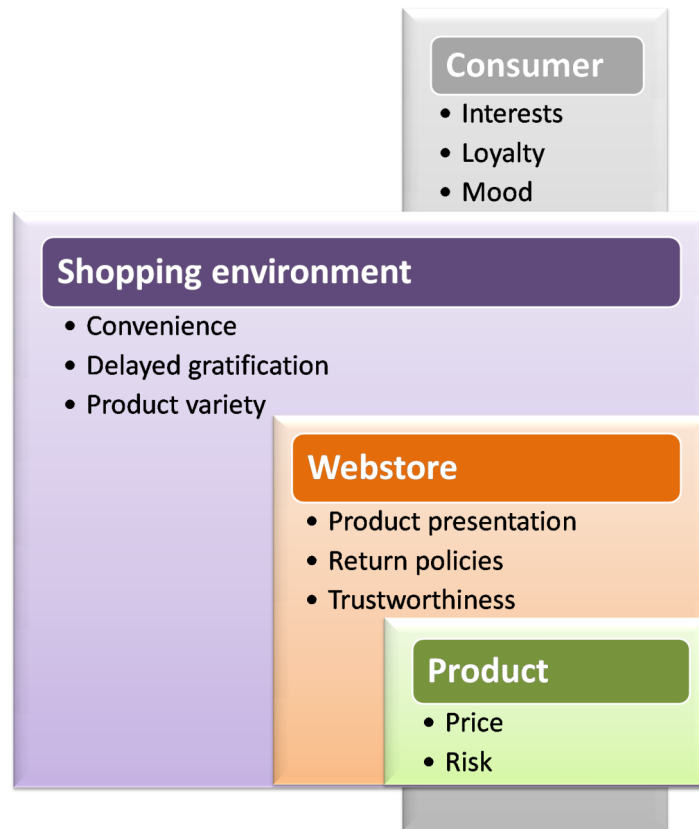 Consumer
• Interests
• Loyalty
• Mood
Shopping environment
• Convenience
• Delayed gratification
• Product variety
Webstore
• Product presentation
• Return policies
• Trustworthiness
Product
• Price
• Risk